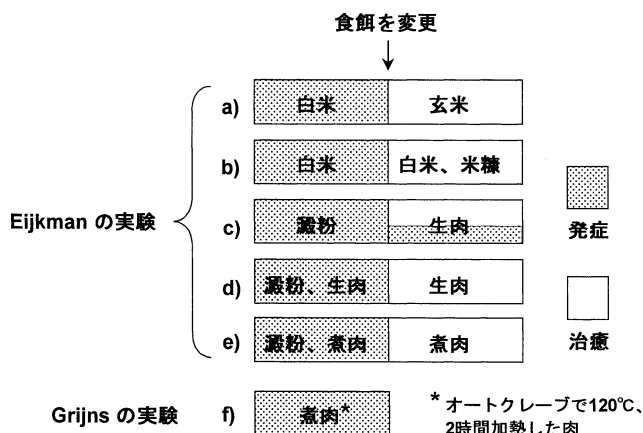 食餌を変更
a) 白米 玄米
b) 白米 白米、米糠
c) 澱粉 生肉
発症
Eijkman の実験
d) 澱粉、生肉 生肉
e) 澱粉、煮肉 煮肉
治癒
Grijns の実験 f) 煮肉*
* オートクレーブで120℃、
2時間加熱した肉